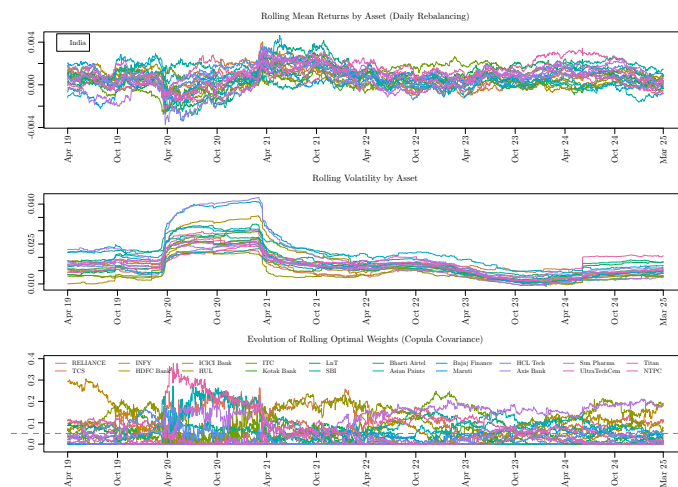 Rolling Mean Returns by Asset (Daily Rebalancing)
India
0.004
0.000
-0.004
Apr 19 Oct 19 Apr 20 Oct 20 Apr 21 Oct 21 Apr 22 Oct 22 Apr 23 Oct 23 Apr 24 Oct 24 Mar 25
Rolling Volatility by Asset
0.040
0.025
0.010
Apr 19 Oct 19 Apr 20 Oct 20 Apr 21 Oct 21 Apr 22 Oct 22 Apr 23 Oct 23 Apr 24 Oct 24 Mar 25
Evolution of Rolling Optimal Weights (Copula Covariance)
RELIANCE INFY ICICI Bank ITC LnT Bharti Airtel Bajaj Finance HCL Tech Sun Pharma Titan
TCS HDFC Bank HUL Kotak Bank SBI Asian Paints Maruti Axis Bank UltraTechCem NTPC
0.4
0.3
0.2
0.1
0.0
Apr 19 Oct 19 Apr 20 Oct 20 Apr 21 Oct 21 Apr 22 Oct 22 Apr 23 Oct 23 Apr 24 Oct 24 Mar 25